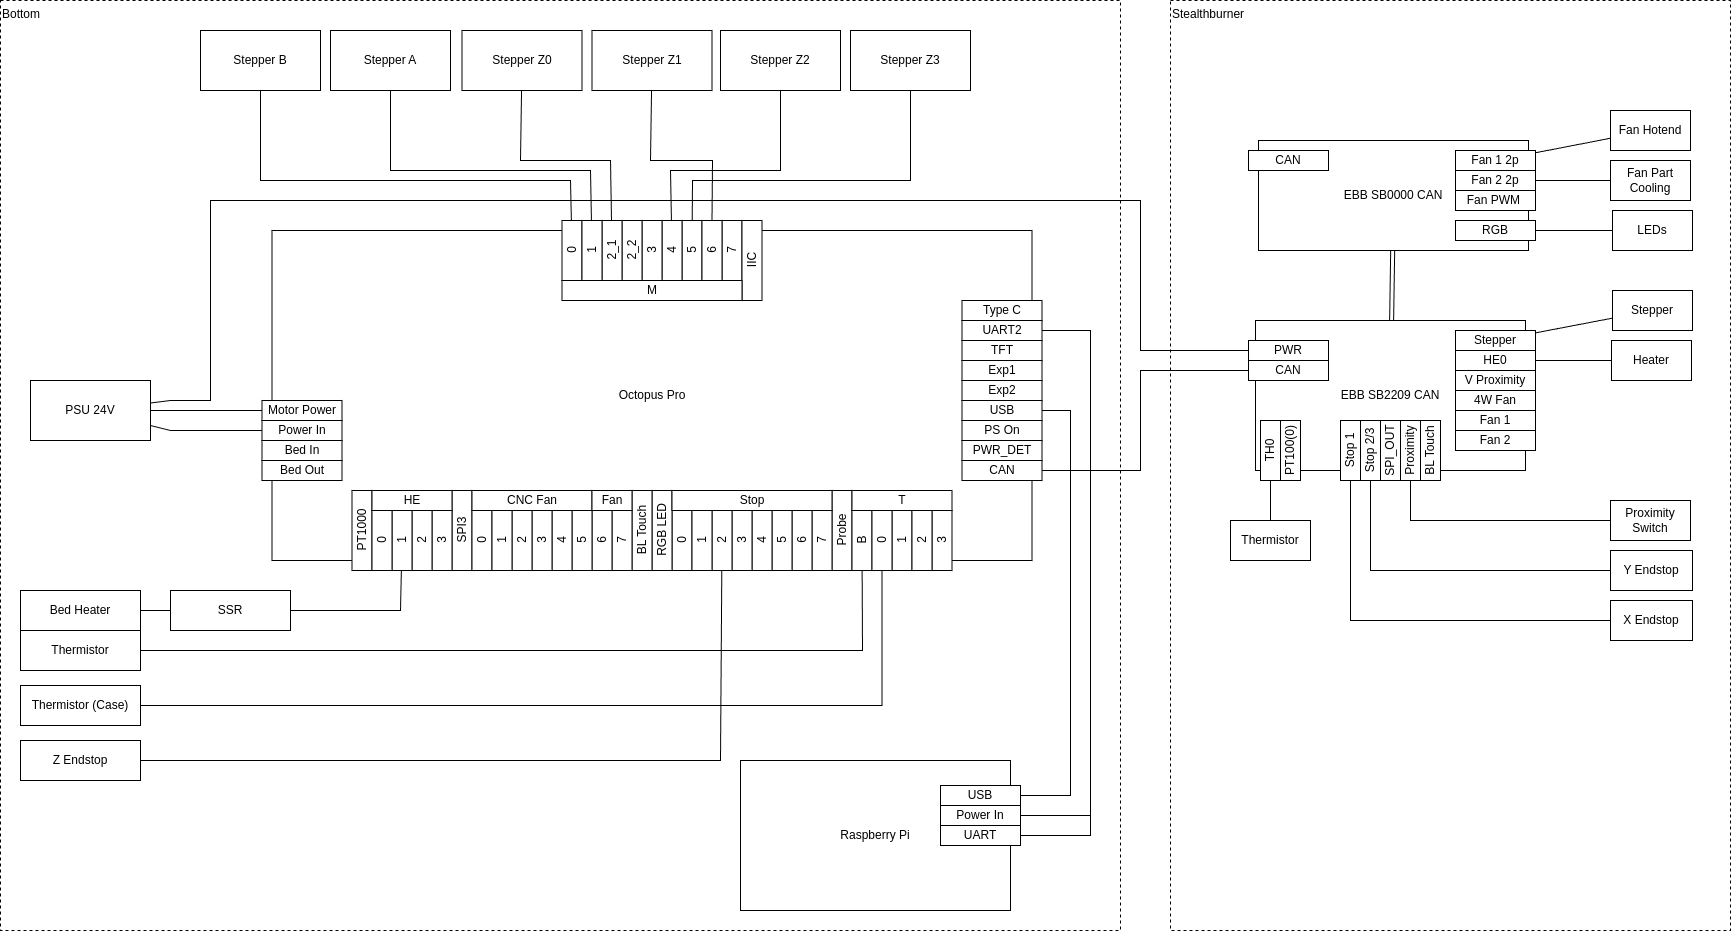 Bottom
Stealthburner
Stepper B
Stepper A
Stepper Z0
Stepper Z1
Stepper Z2
Stepper Z3
0
1
2_1
2_2
3
4
5
6
7
IIC
M
Octopus Pro
PSU 24V
Motor Power
Power In
Bed In
Bed Out
Type C
UART2
TFT
Exp1
Exp2
USB
PS On
PWR_DET
CAN
PT1000
HE
0
1
2
3
SPI3
CNC Fan
0
1
2
3
4
5
Fan
6
7
BL Touch
RGB LED
Stop
0
1
2
3
4
5
6
7
Probe
T
B
0
1
2
3
Bed Heater
SSR
Thermistor
Thermistor (Case)
Z Endstop
Raspberry Pi
USB
Power In
UART
CAN
EBB SB0000 CAN
Fan 1 2p
Fan 2 2p
Fan PWM
RGB
Fan Hotend
Fan Part
Cooling
LEDs
PWR
CAN
EBB SB2209 CAN
Stepper
HE0
V Proximity
4W Fan
Fan 1
Fan 2
Stepper
Heater
TH0
PT100(0)
Stop 1
Stop 2/3
SPI_OUT
Proximity
BL Touch
Thermistor
Proximity
Switch
Y Endstop
X Endstop